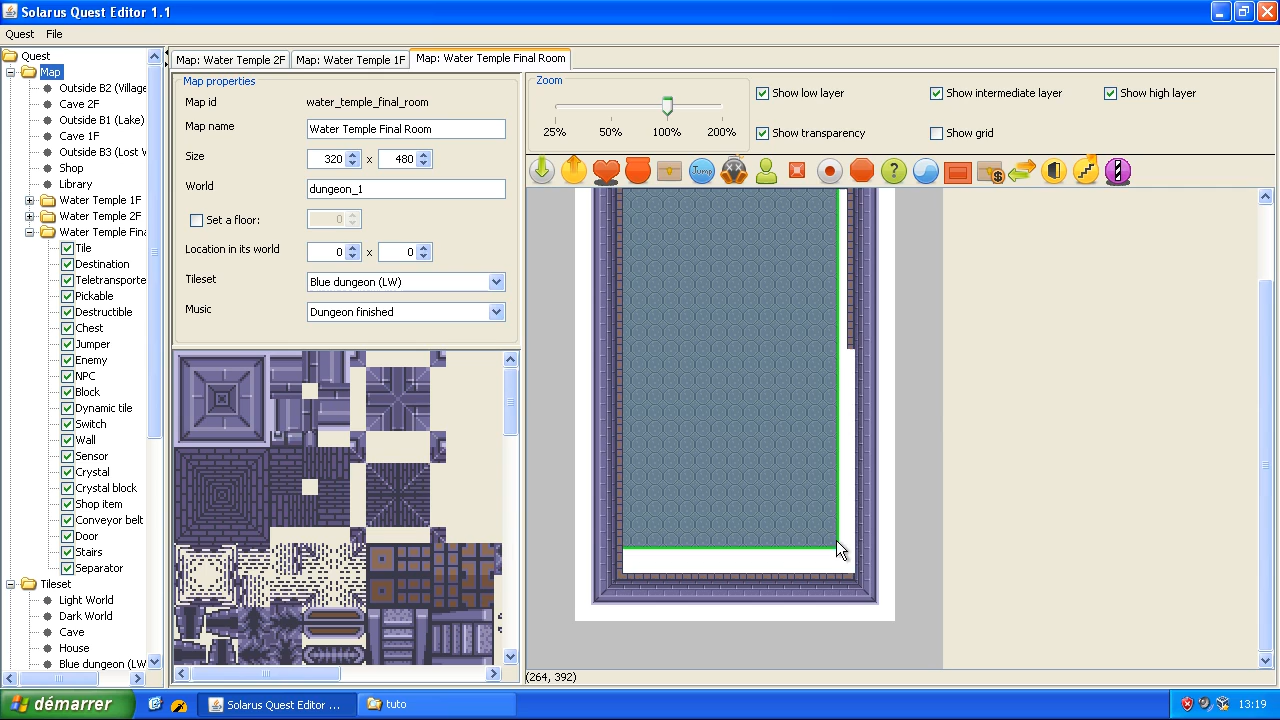 Solarus Quest Editor 1.1
Quest File
Quest
Map
Outside B2 (Village
Cave 2F
Outside B1 (Lake)
Cave 1F
Outside B3 (Lost W
Shop
Library
Water Temple 1F
Water Temple 2F
Water Temple Fina
Tile
Destination
Teletransporte
Pickable
Destructible
Chest
Jumper
Enemy
NPC
Block
Dynamic tile
Switch
Wall
Sensor
Crystal
Crystal block
Shop item
Conveyor belt
Door
Stairs
Separator
Tileset
Light World
Dark World
Cave
House
Blue dungeon (LW
Map: Water Temple 2F Map: Water Temple 1F Map: Water Temple Final Room
Map properties
Map id water_temple_final_room
Map name Water Temple Final Room
Size 320 x 480
World dungeon_1
Set a floor: 0
Location in its world 0 x 0
Tileset Blue dungeon (LW)
Music Dungeon finished
Zoom
25% 50% 100% 200%
Show low layer Show intermediate layer Show high layer
Show transparency Show grid
Jump
?
$
(264, 392)
démarrer Solarus Quest Editor ... tuto 13:19